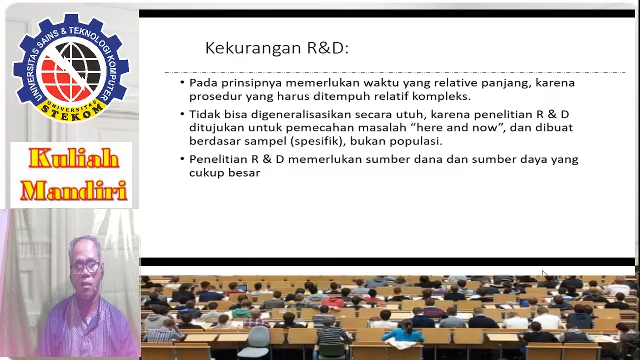 UNIVERSITAS SAINS & TEKNOLOGI KOMPUTER
UNIVERSITAS
STEKOM
Kuliah
Mandiri
Kekurangan R&D:
• Pada prinsipnya memerlukan waktu yang relative panjang, karena
prosedur yang harus ditempuh relatif kompleks.
• Tidak bisa digeneralisasikan secara utuh, karena penelitian R & D
ditujukan untuk pemecahan masalah “here and now”, dan dibuat
berdasar sampel (spesifik), bukan populasi.
• Penelitian R & D memerlukan sumber dana dan sumber daya yang
cukup besar